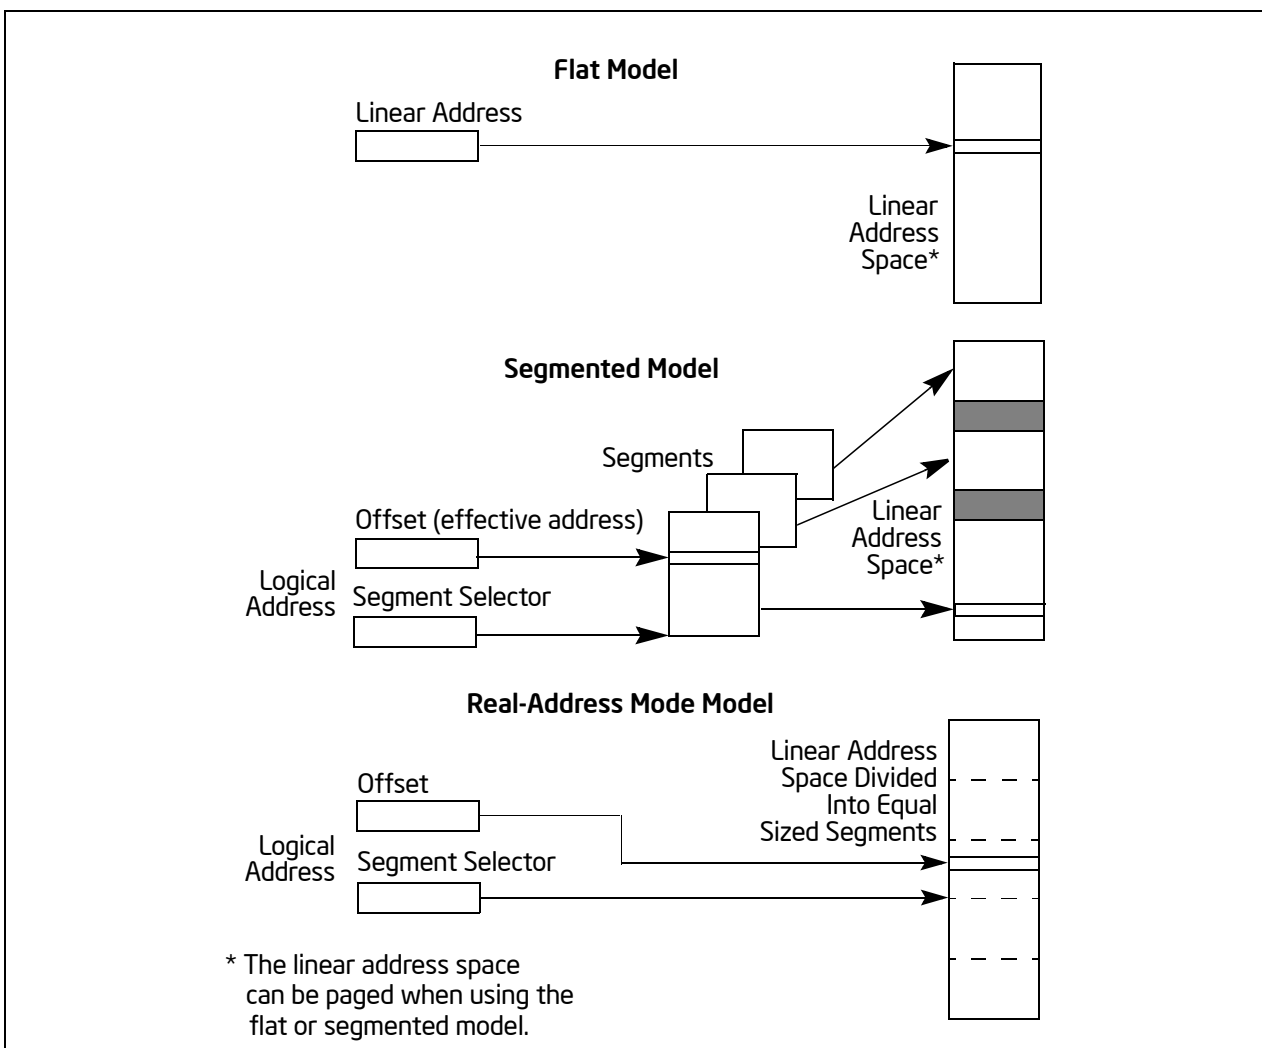 Flat Model
Linear Address
Linear
Address
Space*
Segmented Model
Segments
Offset (effective address)
Linear
Address
Space*
Logical
Address
Segment Selector
Real-Address Mode Model
Linear Address
Space Divided
Into Equal
Sized Segments
Offset
Logical
Address
Segment Selector
* The linear address space
can be paged when using the
flat or segmented model.